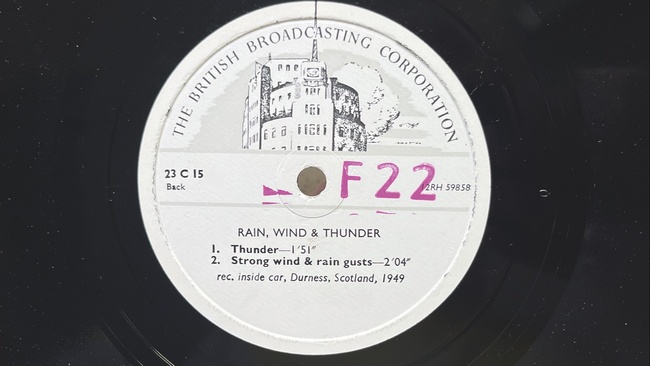 THE BRITISH BROADCASTING CORPORATION
23 C 15
Back
F22
12RH 59858
RAIN, WIND & THUNDER
1. Thunder—1′51″
2. Strong wind & rain gusts—2′04″
rec. inside car, Durness, Scotland, 1949